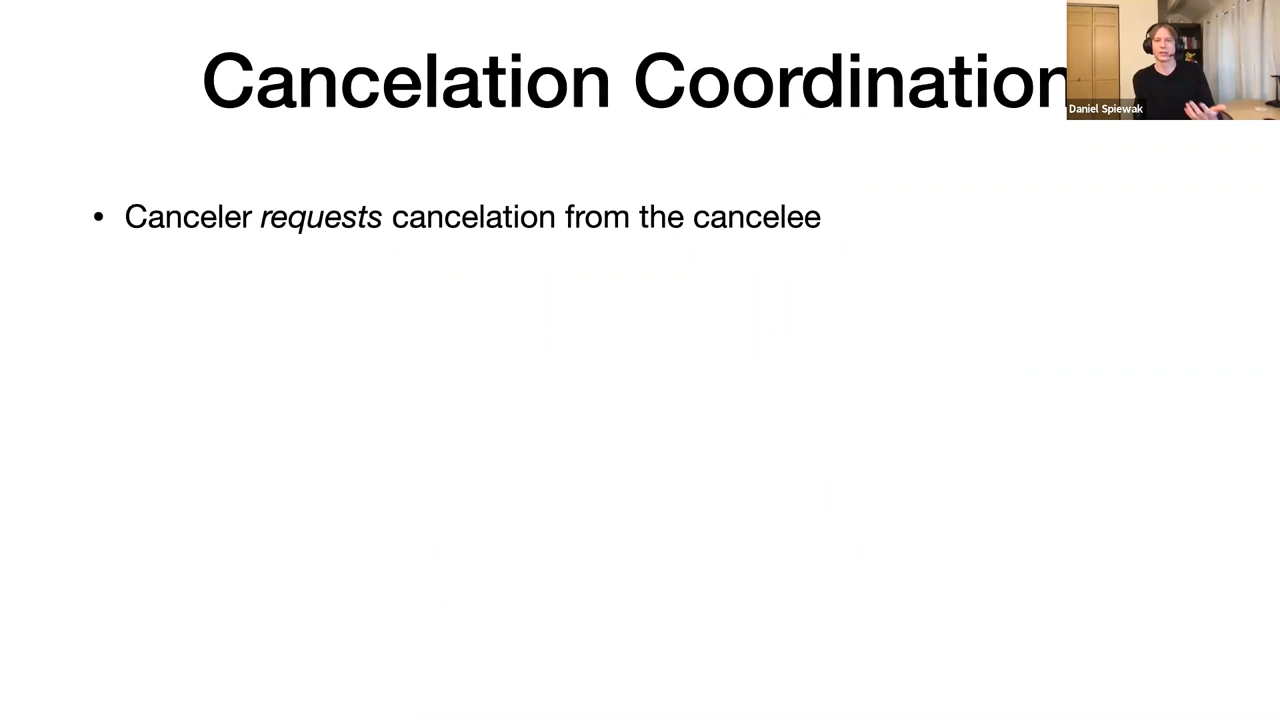 Cancelation Coordination
Daniel Spiewak
• Canceler requests cancelation from the cancelee